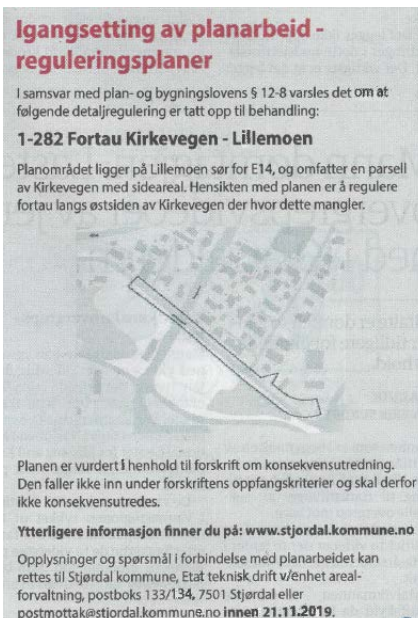 Igangsetting av planarbeid -
reguleringsplaner
I samsvar med plan- og bygningslovens § 12-8 varsles det om at
følgende detaljregulering er tatt opp til behandling:
1-282 Fortau Kirkevegen - Lillemoen
Planområdet ligger på Lillemoen sør for E14, og omfatter en parsell
av Kirkevegen med sideareal. Hensikten med planen er å regulere
fortau langs østsiden av Kirkevegen der hvor dette mangler.
Planen er vurdert i henhold til forskrift om konsekvensutredning.
Den faller ikke inn under forskriftens oppfangskriterier og skal derfor
ikke konsekvensutredes.
Ytterligere informasjon finner du på: www.stjordal.kommune.no
Opplysninger og spørsmål i forbindelse med planarbeidet kan
rettes til Stjørdal kommune, Etat teknisk drift v/enhet areal-
forvaltning, postboks 133/134, 7501 Stjørdal eller
postmottak@stjordal.kommune.no innen 21.11.2019.